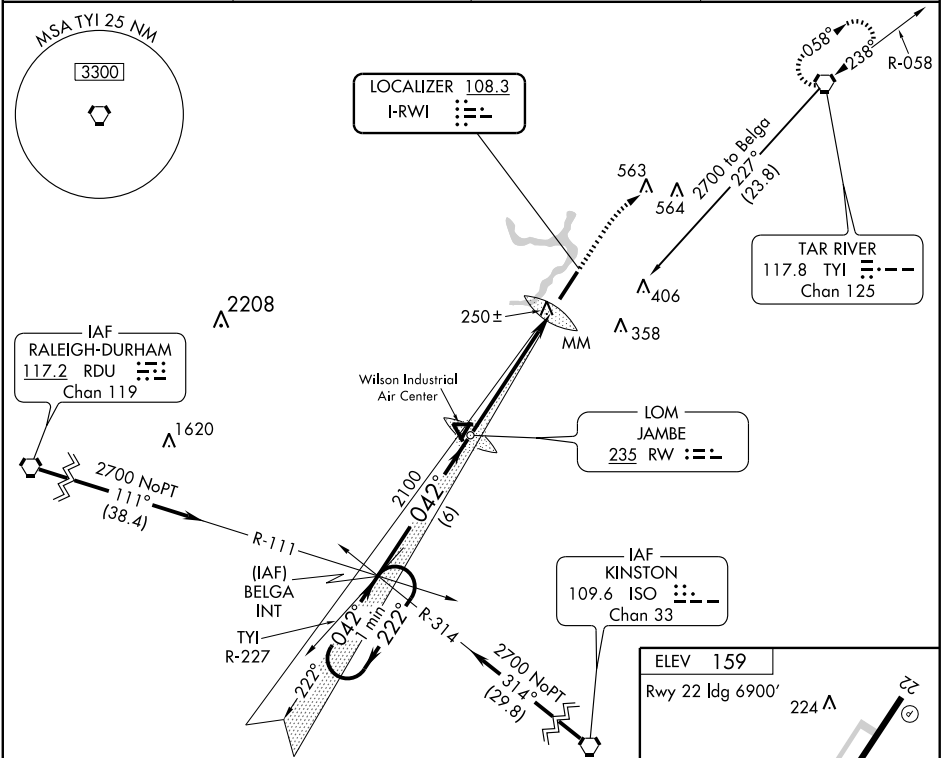 MSA TYI 25 NM
3300
LOCALIZER 108.3
I-RWI
058°
238°
R-058
2700 to Belga
227°
(23.8)
563
564
TAR RIVER
117.8 TYI
Chan 125
406
2208
250±
MM
358
IAF
RALEIGH-DURHAM
117.2 RDU
Chan 119
Wilson Industrial
Air Center
1620
LOM
JAMBE
235 RW
2700 NoPT
111°
(38.4)
2100
042°
(6)
R-111
(IAF)
BELGA
INT
IAF
KINSTON
109.6 ISO
Chan 33
TYI
R-227
042°
1 min
222°
R-314
222°
2700 NoPT
314°
(29.8)
ELEV 159
Rwy 22 ldg 6900'
224
22
P